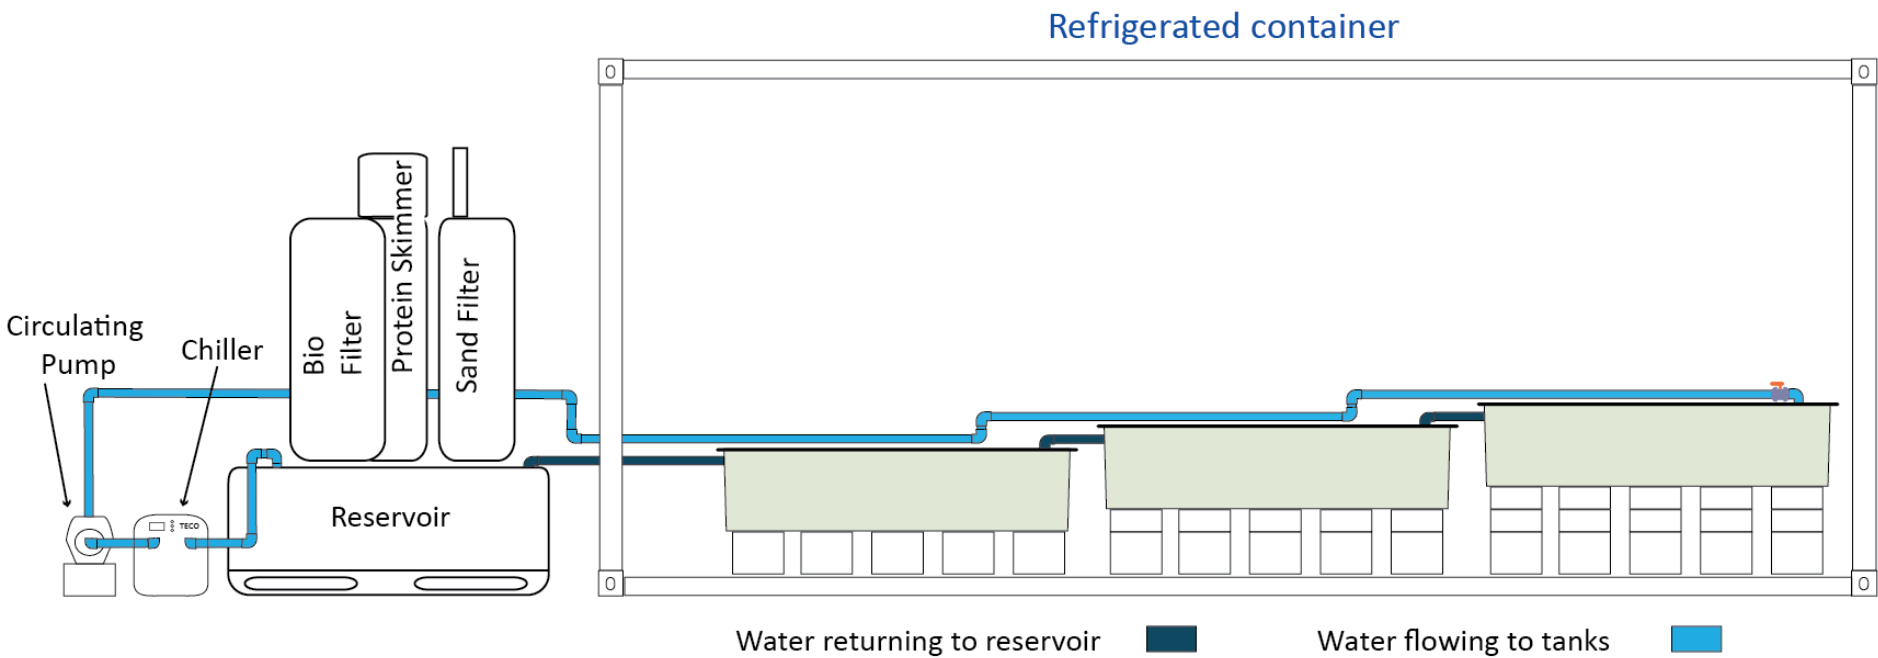 Refrigerated container
Circulating
Pump
Chiller
Bio
Filter
Protein Skimmer
Sand Filter
TECO
Reservoir
Water returning to reservoir
Water flowing to tanks